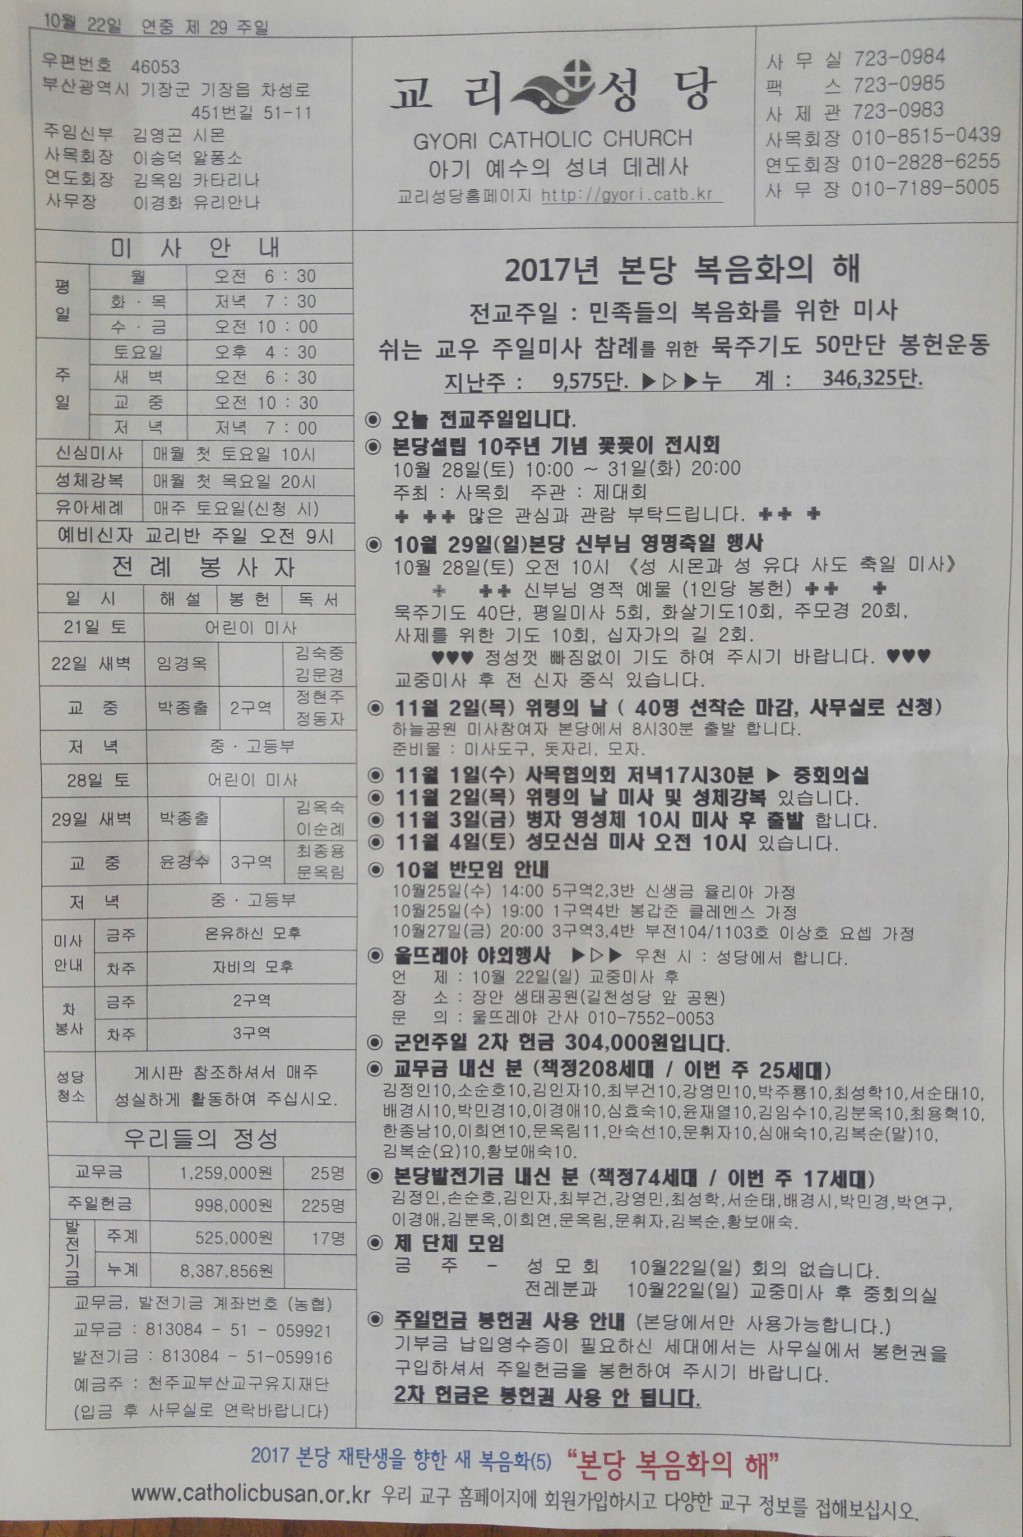 10월 22일 연중 제 29 주일
우편번호 46053
부산광역시 기장군 기장읍 차성로
451번길 51-11
주임신부 김영곤 시몬
사목회장 이승덕 알퐁소
연도회장 김옥임 카타리나
사무장 이경화 유리안나
교 리 성 당
GYORI CATHOLIC CHURCH
아기 예수의 성녀 데레사
교리성당홈페이지 http://gyori.catb.kr
사 무 실 723-0984
팩 스 723-0985
사 제 관 723-0983
사목회장 010-8515-0439
연도회장 010-2828-6255
사 무 장 010-7189-5005
미 사 안 내
평일 월 오전 6 : 30
화 · 목 저녁 7 : 30
수 · 금 오전 10 : 00
주일 토요일 오후 4 : 30
새 벽 오전 6 : 30
교 중 오전 10 : 30
저 녁 저녁 7 : 00
신심미사 매월 첫 토요일 10시
성체강복 매월 첫 목요일 20시
유아세례 매주 토요일(신청 시)
예비신자 교리반 주일 오전 9시
전 례 봉 사 자
일 시 해 설 봉 헌 독 서
21일 토 어린이 미사
22일 새벽 임경옥 김숙중
김문경
교 중 박종출 2구역 정현주
정동자
저 녁 중 · 고등부
28일 토 어린이 미사
29일 새벽 박종출 김옥숙
이순례
교 중 윤경수 3구역 최종용
문옥림
저 녁 중 · 고등부
미사 안내 금주 온유하신 모후
차주 자비의 모후
차 봉사 금주 2구역
차주 3구역
성당 청소 게시판 참조하셔서 매주
성실하게 활동하여 주십시오.
우리들의 정성
교무금 1,259,000원 25명
주일헌금 998,000원 225명
발전기금 주계 525,000원 17명
누계 8,387,856원
교무금, 발전기금 계좌번호 (농협)
교무금 : 813084 - 51 - 059921
발전기금 : 813084 - 51-059916
예금주 : 천주교부산교구유지재단
(입금 후 사무실로 연락바랍니다)
2017년 본당 복음화의 해
전교주일 : 민족들의 복음화를 위한 미사
쉬는 교우 주일미사 참례를 위한 묵주기도 50만단 봉헌운동
지난주 : 9,575단. ▶▷▶누 계 : 346,325단.
◉ 오늘 전교주일입니다.
◉ 본당설립 10주년 기념 꽃꽂이 전시회
10월 28일(토) 10:00 ~ 31일(화) 20:00
주최 : 사목회 주관 : 제대회
✚ ✚✚ 많은 관심과 관람 부탁드립니다. ✚✚ ✚
◉ 10월 29일(일)본당 신부님 영명축일 행사
10월 28일(토) 오전 10시 《성 시몬과 성 유다 사도 축일 미사》
✚ ✚✚ 신부님 영적 예물 (1인당 봉헌) ✚✚ ✚
묵주기도 40단, 평일미사 5회, 화살기도10회, 주모경 20회,
사제를 위한 기도 10회, 십자가의 길 2회.
♥♥♥ 정성껏 빠짐없이 기도 하여 주시기 바랍니다. ♥♥♥
교중미사 후 전 신자 중식 있습니다.
◉ 11월 2일(목) 위령의 날 ( 40명 선착순 마감, 사무실로 신청)
하늘공원 미사참여자 본당에서 8시30분 출발 합니다.
준비물 : 미사도구, 돗자리, 모자.
◉ 11월 1일(수) 사목협의회 저녁17시30분 ▶ 중회의실
◉ 11월 2일(목) 위령의 날 미사 및 성체강복 있습니다.
◉ 11월 3일(금) 병자 영성체 10시 미사 후 출발 합니다.
◉ 11월 4일(토) 성모신심 미사 오전 10시 있습니다.
◉ 10월 반모임 안내
10월25일(수) 14:00 5구역2,3반 신생금 율리아 가정
10월25일(수) 19:00 1구역4반 봉갑준 클레멘스 가정
10월27일(금) 20:00 3구역3,4반 부전104/1103호 이상호 요셉 가정
◉ 울뜨레야 야외행사 ▶▷▶ 우천 시 : 성당에서 합니다.
언 제 : 10월 22일(일) 교중미사 후
장 소 : 장안 생태공원(길천성당 앞 공원)
문 의 : 울뜨레야 간사 010-7552-0053
◉ 군인주일 2차 헌금 304,000원입니다.
◉ 교무금 내신 분 (책정208세대 / 이번 주 25세대)
김정인10,소순호10,김인자10,최부건10,강영민10,박주룡10,최성학10,서순태10,
배경시10,박민경10,이경애10,심효숙10,윤재열10,김임수10,김분옥10,최용혁10,
한종남10,이희연10,문옥림11,안숙선10,문휘자10,심애숙10,김복순(말)10,
김복순(요)10,황보애숙10.
◉ 본당발전기금 내신 분 (책정74세대 / 이번 주 17세대)
김정인,손순호,김인자,최부건,강영민,최성학,서순태,배경시,박민경,박연구,
이경애,김분옥,이희연,문옥림,문휘자,김복순,황보애숙.
◉ 제 단체 모임
금 주 - 성 모 회 10월22일(일) 회의 없습니다.
전레분과 10월22일(일) 교중미사 후 중회의실
◉ 주일헌금 봉헌권 사용 안내 (본당에서만 사용가능합니다.)
기부금 납입영수증이 필요하신 세대에서는 사무실에서 봉헌권을
구입하셔서 주일헌금을 봉헌하여 주시기 바랍니다.
2차 헌금은 봉헌권 사용 안 됩니다.
2017 본당 재탄생을 향한 새 복음화(5) “본당 복음화의 해”
www.catholicbusan.or.kr 우리 교구 홈페이지에 회원가입하시고 다양한 교구 정보를 접해보십시오.